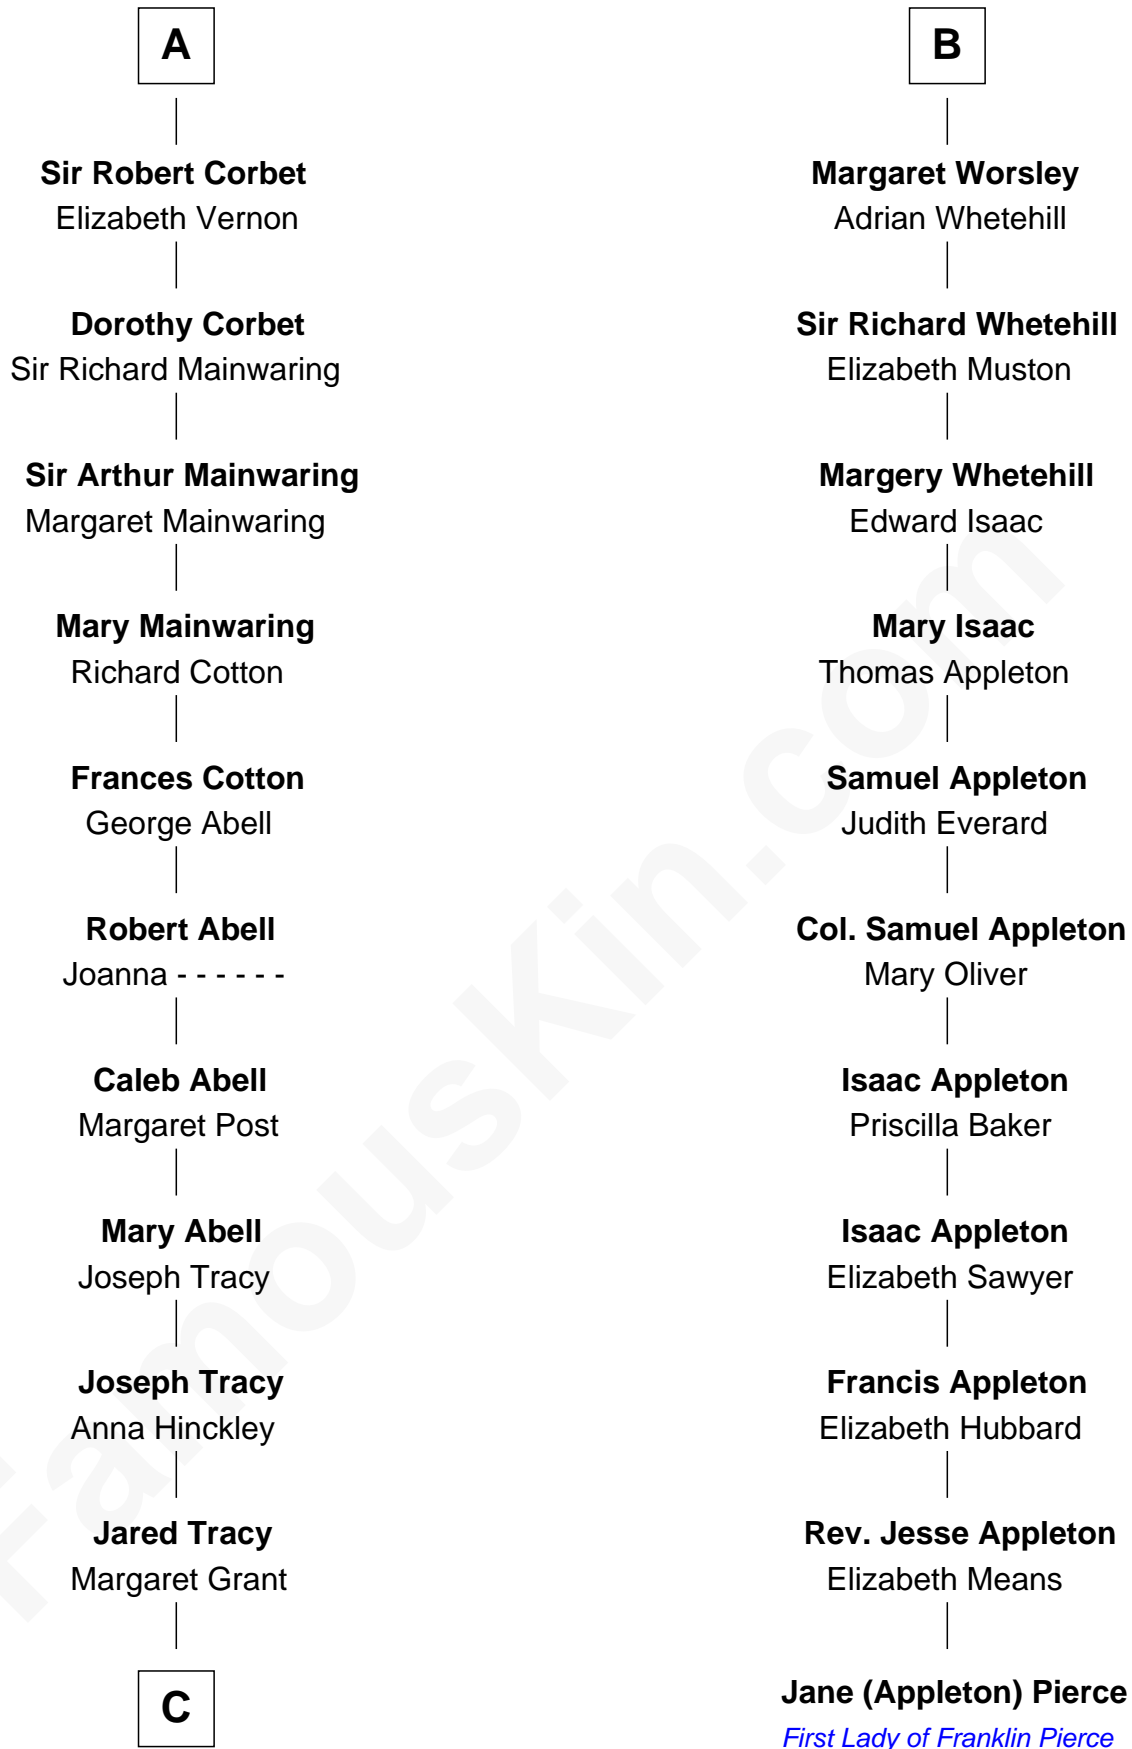 A
Sir Robert Corbet
Elizabeth Vernon
Dorothy Corbet
Sir Richard Mainwaring
Sir Arthur Mainwaring
Margaret Mainwaring
Mary Mainwaring
Richard Cotton
Frances Cotton
George Abell
Robert Abell
Joanna - - - - - -
Caleb Abell
Margaret Post
Mary Abell
Joseph Tracy
Joseph Tracy
Anna Hinckley
Jared Tracy
Margaret Grant
C
B
Margaret Worsley
Adrian Whetehill
Sir Richard Whetehill
Elizabeth Muston
Margery Whetehill
Edward Isaac
Mary Isaac
Thomas Appleton
Samuel Appleton
Judith Everard
Col. Samuel Appleton
Mary Oliver
Isaac Appleton
Priscilla Baker
Isaac Appleton
Elizabeth Sawyer
Francis Appleton
Elizabeth Hubbard
Rev. Jesse Appleton
Elizabeth Means
Jane (Appleton) Pierce
First Lady of Franklin Pierce
FamousKin.com